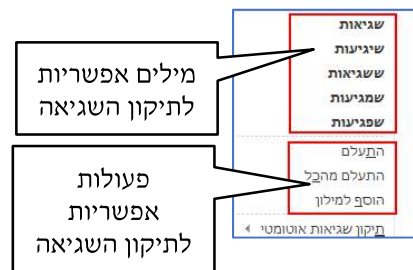 שגיאות
שיגיעות
ששגיאות
שמגיעות
שפגיעות
התעלם
התעלם מהכל
הוסף למילון
תיקון שגיאות אוטומטי
מילים אפשריות
לתיקון השגיאה
פעולות
אפשריות
לתיקון השגיאה